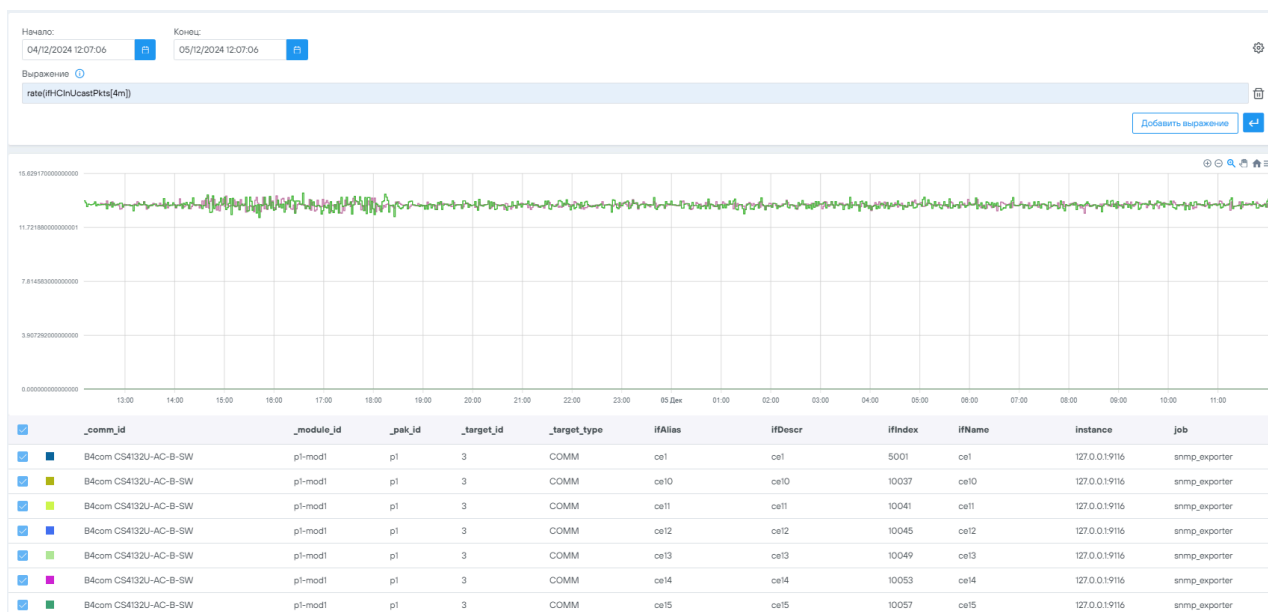 Начало: Конец:
04/12/2024 12:07:06 05/12/2024 12:07:06
Выражение
rate(ifHCInUcastPkts[4m])
Добавить выражение
15.629170000000000
11.721880000000001
7.814583000000000
3.907292000000000
0.000000000000000
13:00 14:00 15:00 16:00 17:00 18:00 19:00 20:00 21:00 22:00 23:00 05 Дек 01:00 02:00 03:00 04:00 05:00 06:00 07:00 08:00 09:00 10:00 11:00
_comm_id _module_id _pak_id _target_id _target_type ifAlias ifDescr ifIndex ifName instance job
B4com CS4132U-AC-B-SW p1-mod1 p1 3 COMM ce1 ce1 5001 ce1 127.0.0.1:9116 snmp_exporter
B4com CS4132U-AC-B-SW p1-mod1 p1 3 COMM ce10 ce10 10037 ce10 127.0.0.1:9116 snmp_exporter
B4com CS4132U-AC-B-SW p1-mod1 p1 3 COMM ce11 ce11 10041 ce11 127.0.0.1:9116 snmp_exporter
B4com CS4132U-AC-B-SW p1-mod1 p1 3 COMM ce12 ce12 10045 ce12 127.0.0.1:9116 snmp_exporter
B4com CS4132U-AC-B-SW p1-mod1 p1 3 COMM ce13 ce13 10049 ce13 127.0.0.1:9116 snmp_exporter
B4com CS4132U-AC-B-SW p1-mod1 p1 3 COMM ce14 ce14 10053 ce14 127.0.0.1:9116 snmp_exporter
B4com CS4132U-AC-B-SW p1-mod1 p1 3 COMM ce15 ce15 10057 ce15 127.0.0.1:9116 snmp_exporter